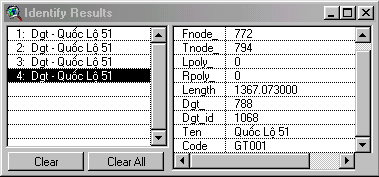 Identify Results
1: Dgt - Quốc Lộ 51
2: Dgt - Quốc Lộ 51
3: Dgt - Quốc Lộ 51
4: Dgt - Quốc Lộ 51
Clear
Clear All
Fnode_ 772
Tnode_ 794
Lpoly_ 0
Rpoly_ 0
Length 1367.073000
Dgt_ 788
Dgt_id 1068
Ten Quốc Lộ 51
Code GT001